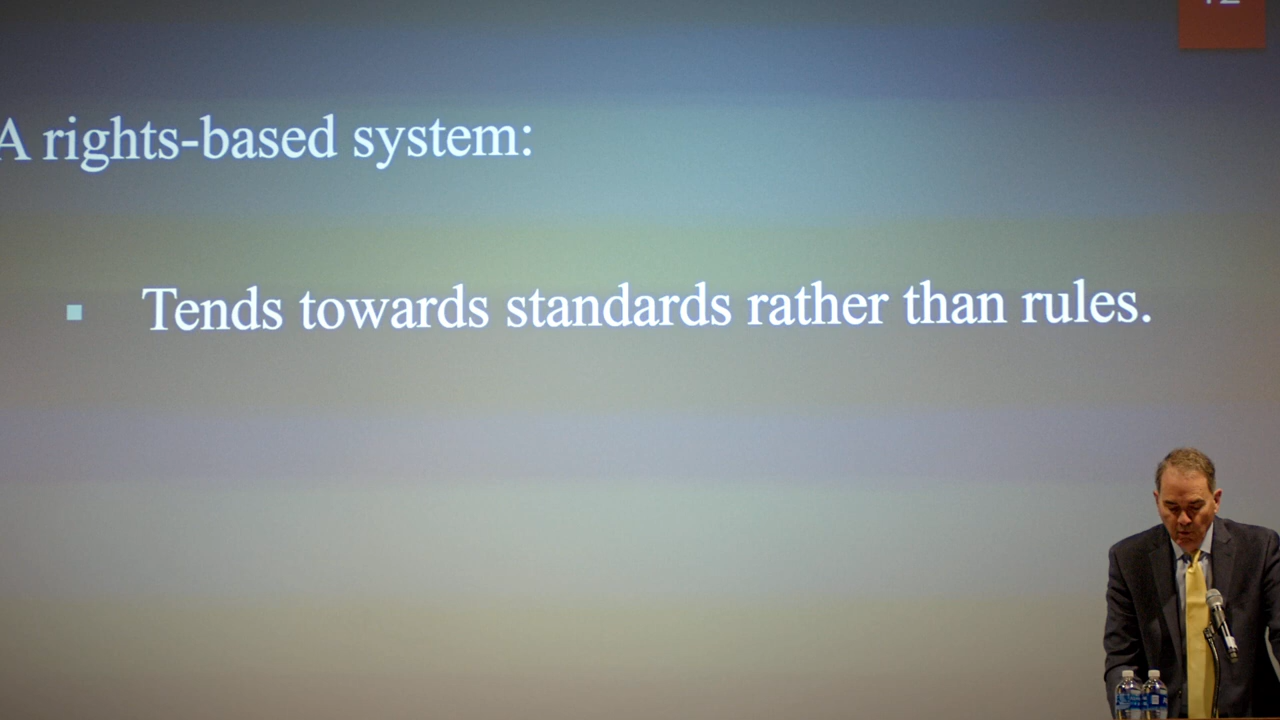 A rights-based system:
Tends towards standards rather than rules.